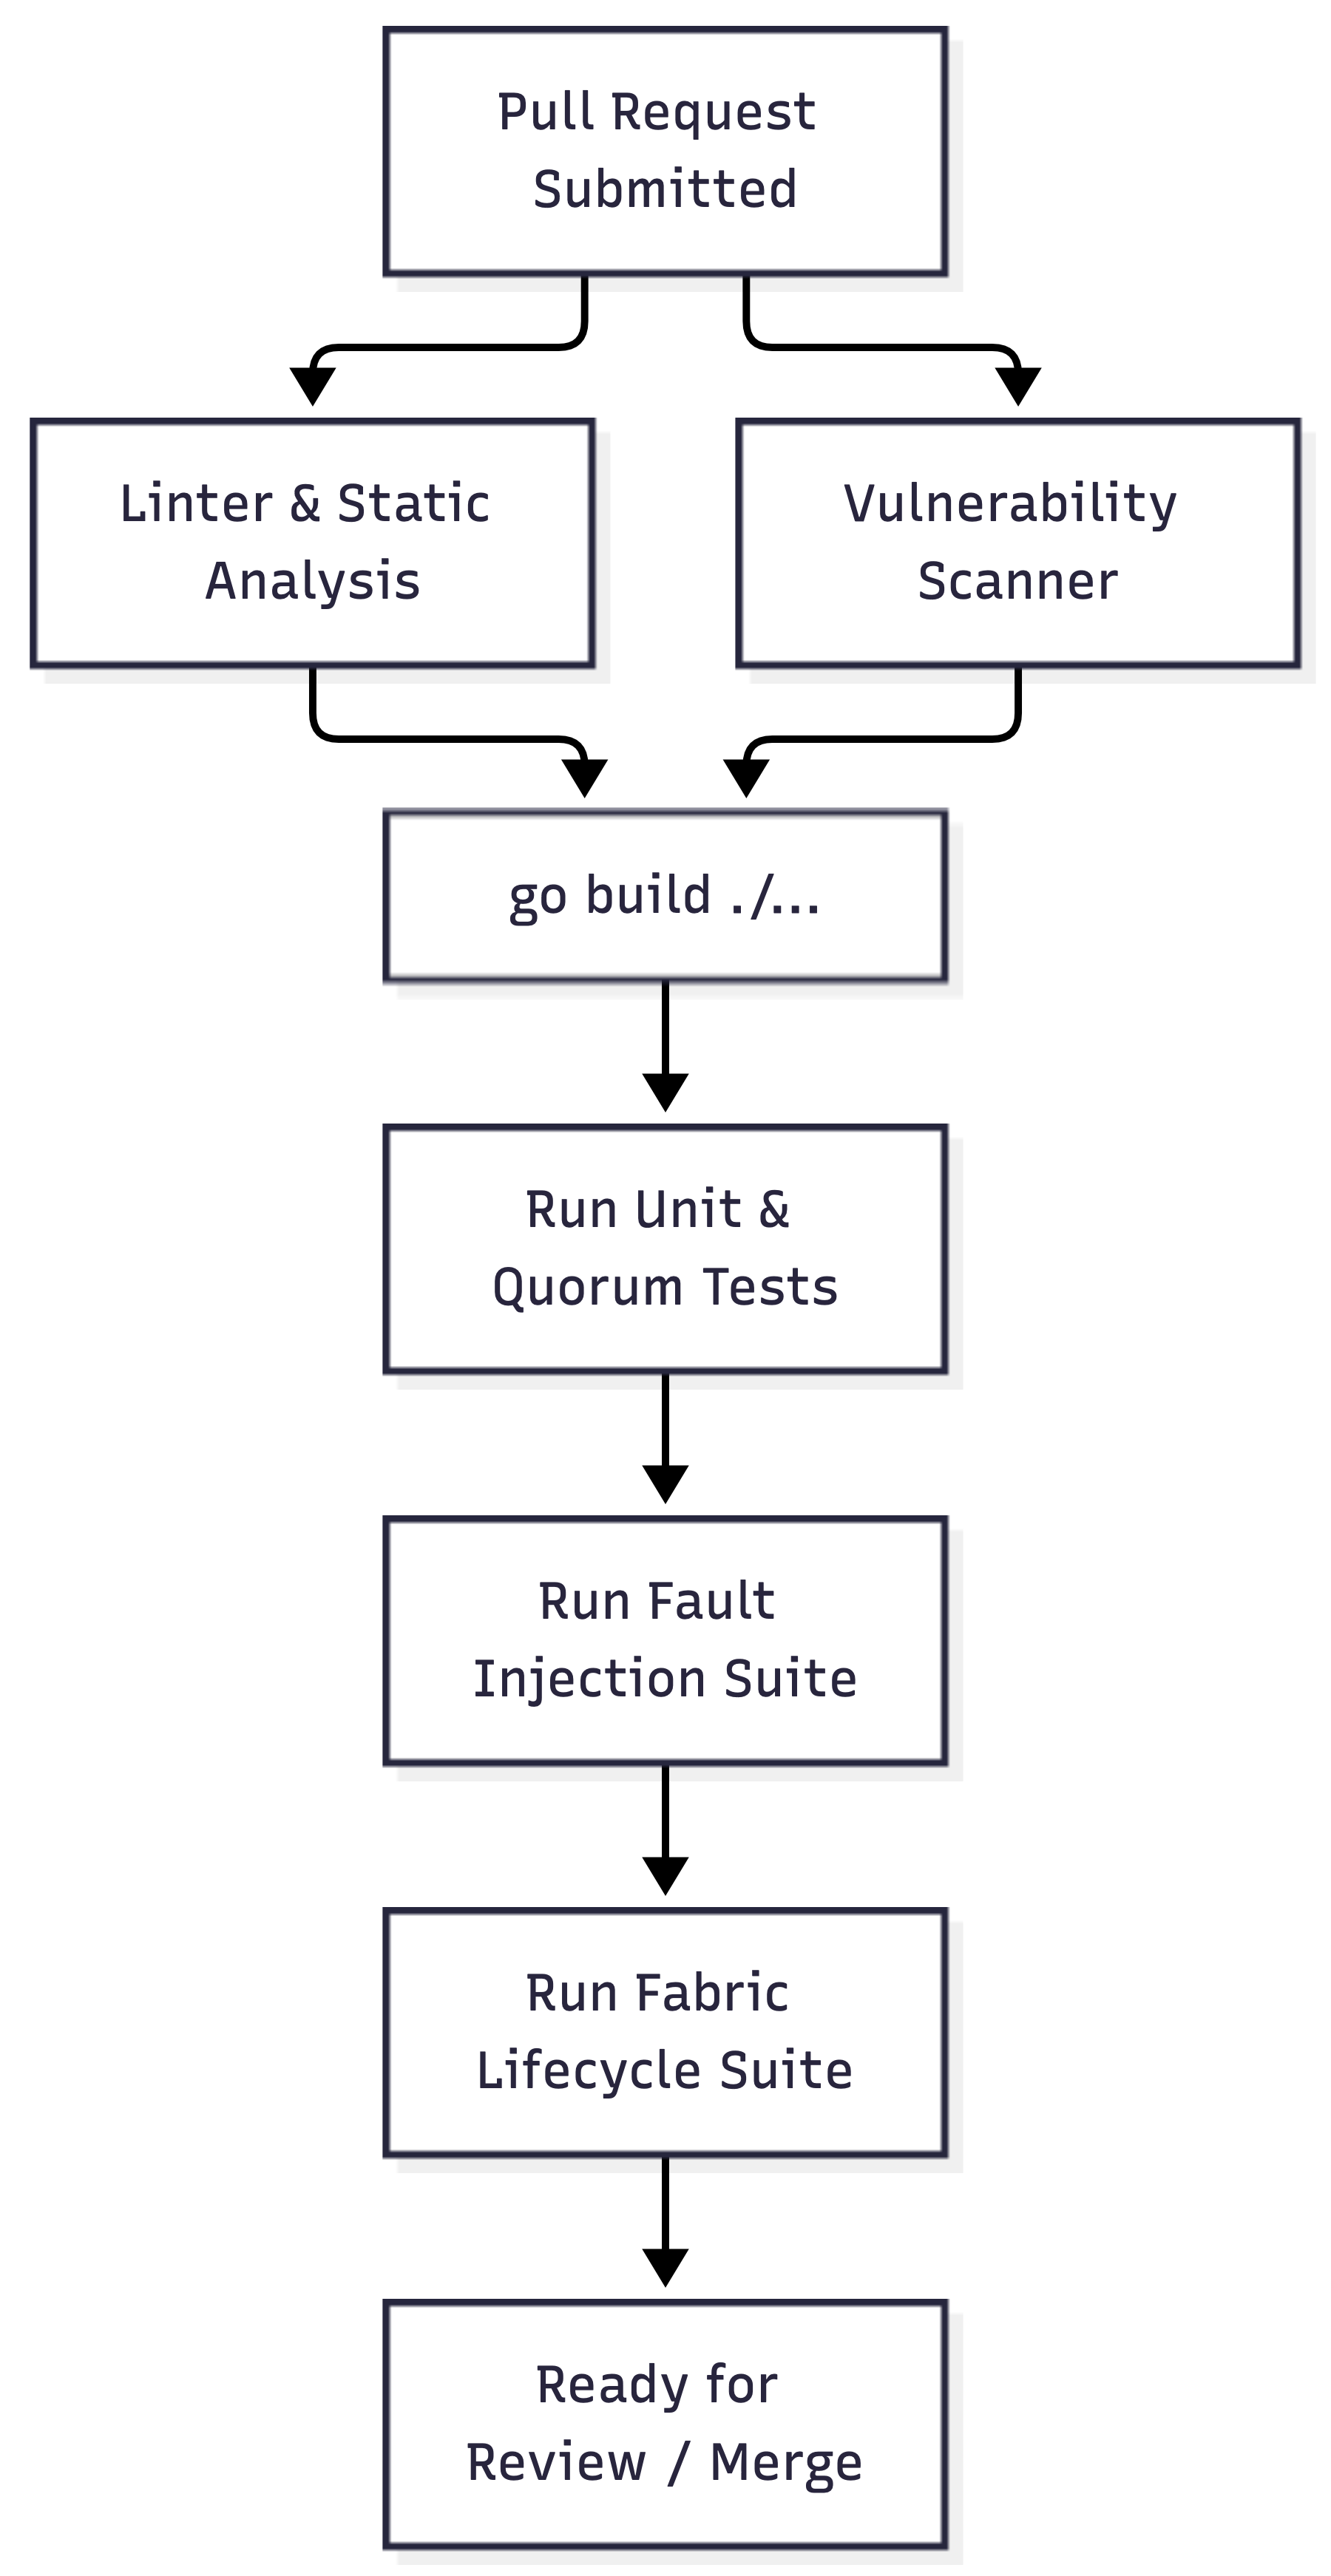 Pull Request
Submitted
Linter & Static
Analysis
Vulnerability
Scanner
go build ./...
Run Unit &
Quorum Tests
Run Fault
Injection Suite
Run Fabric
Lifecycle Suite
Ready for
Review / Merge